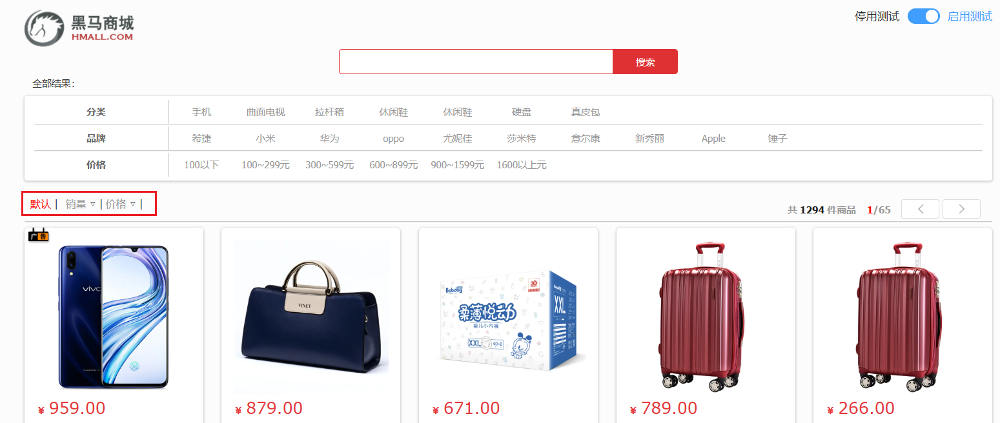 黑马商城
HMALL.COM
停用测试 启用测试
搜索
全部结果：
分类 手机 曲面电视 拉杆箱 休闲鞋 休闲鞋 硬盘 真皮包
品牌 希捷 小米 华为 oppo 尤妮佳 莎米特 意尔康 新秀丽 Apple 锤子
价格 100以下 100~299元 300~599元 600~899元 900~1599元 1600以上元
默认 | 销量 ▿ | 价格 ▿ |
共 1294 件商品 1/65
广告
vivo
VINEY
Bobdog
柔薄悦动
婴儿小内裤
XXL
40-2
XXL
¥ 959.00
¥ 879.00
¥ 671.00
¥ 789.00
¥ 266.00